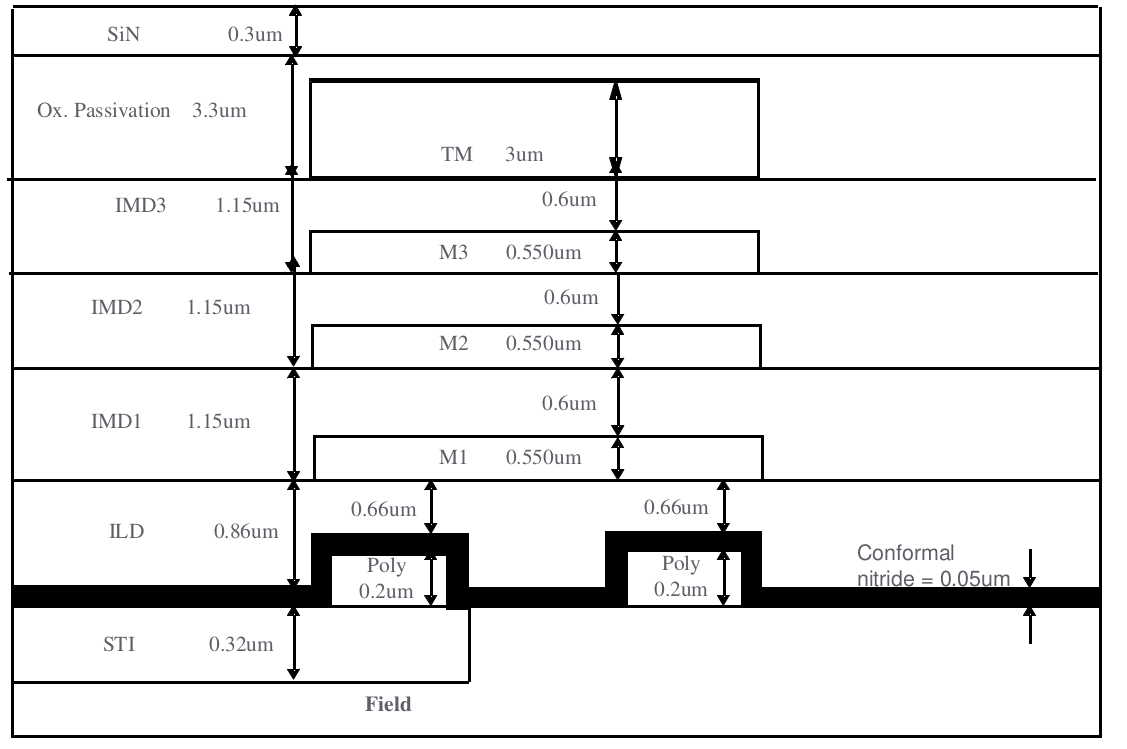 SiN 0.3um
Ox. Passivation 3.3um
TM 3um
IMD3 1.15um
0.6um
M3 0.550um
IMD2 1.15um
0.6um
M2 0.550um
IMD1 1.15um
0.6um
M1 0.550um
ILD 0.86um
0.66um
0.66um
Poly
0.2um
Poly
0.2um
Conformal
nitride = 0.05um
STI 0.32um
Field